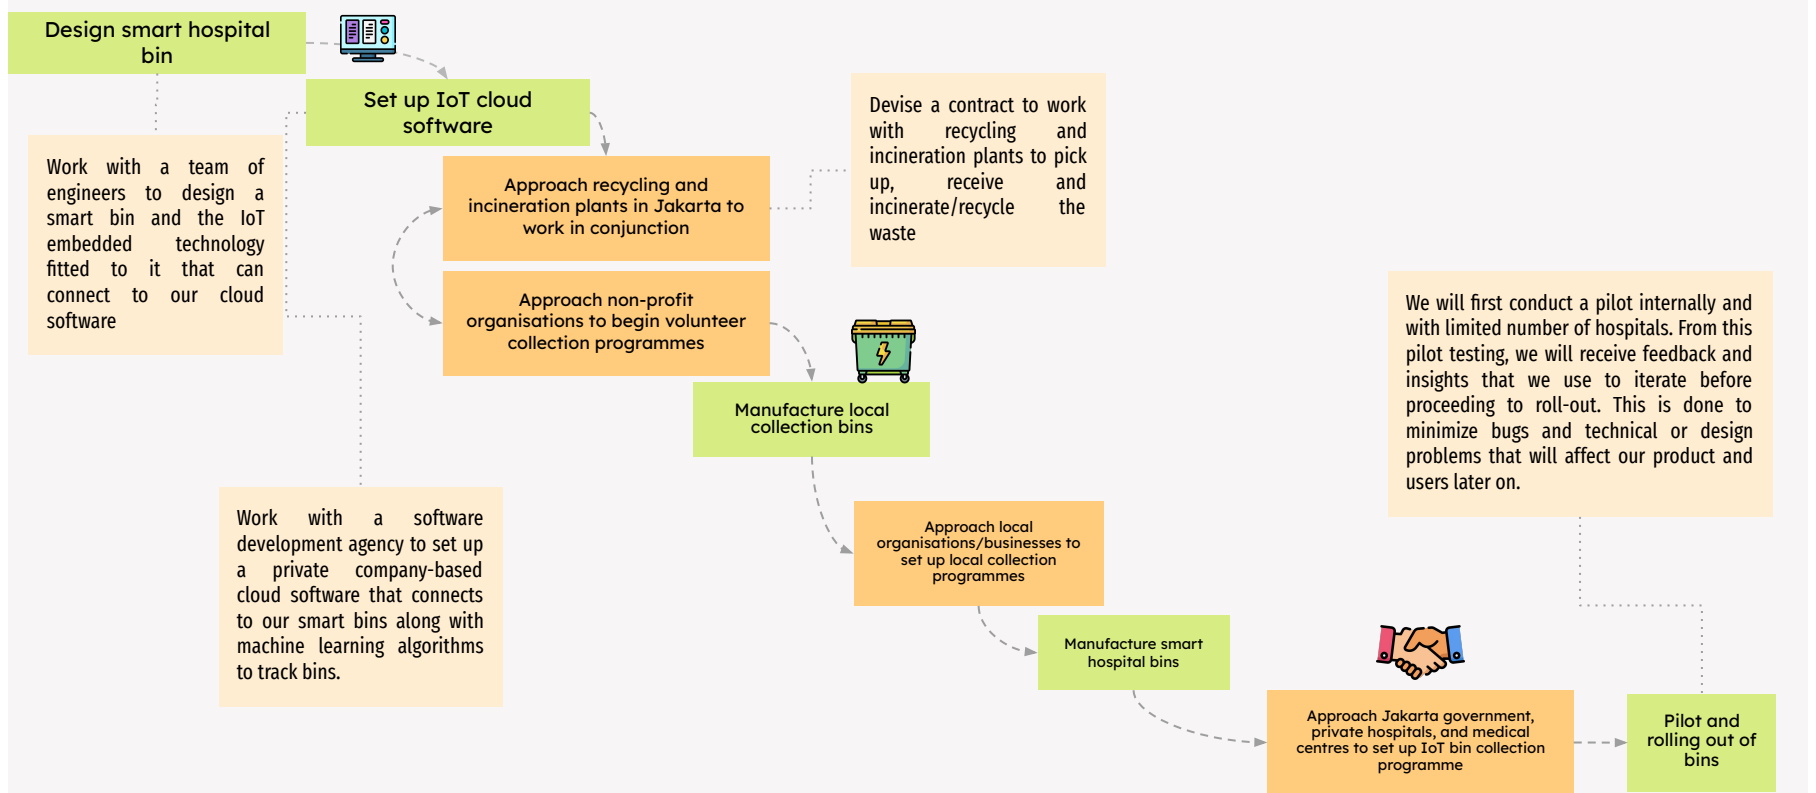 Design smart hospital
bin
Set up IoT cloud
software
Work with a team of
engineers to design a
smart bin and the IoT
embedded technology
fitted to it that can
connect to our cloud
software
Approach recycling and
incineration plants in Jakarta to
work in conjunction
Devise a contract to work
with recycling and
incineration plants to pick
up, receive and
incinerate/recycle the
waste
Approach non-profit
organisations to begin volunteer
collection programmes
Manufacture local
collection bins
Work with a software
development agency to set up
a private company-based
cloud software that connects
to our smart bins along with
machine learning algorithms
to track bins.
Approach local
organisations/businesses to
set up local collection
programmes
Manufacture smart
hospital bins
Approach Jakarta government,
private hospitals, and medical
centres to set up IoT bin collection
programme
We will first conduct a pilot internally and
with limited number of hospitals. From this
pilot testing, we will receive feedback and
insights that we use to iterate before
proceeding to roll-out. This is done to
minimize bugs and technical or design
problems that will affect our product and
users later on.
Pilot and
rolling out of
bins